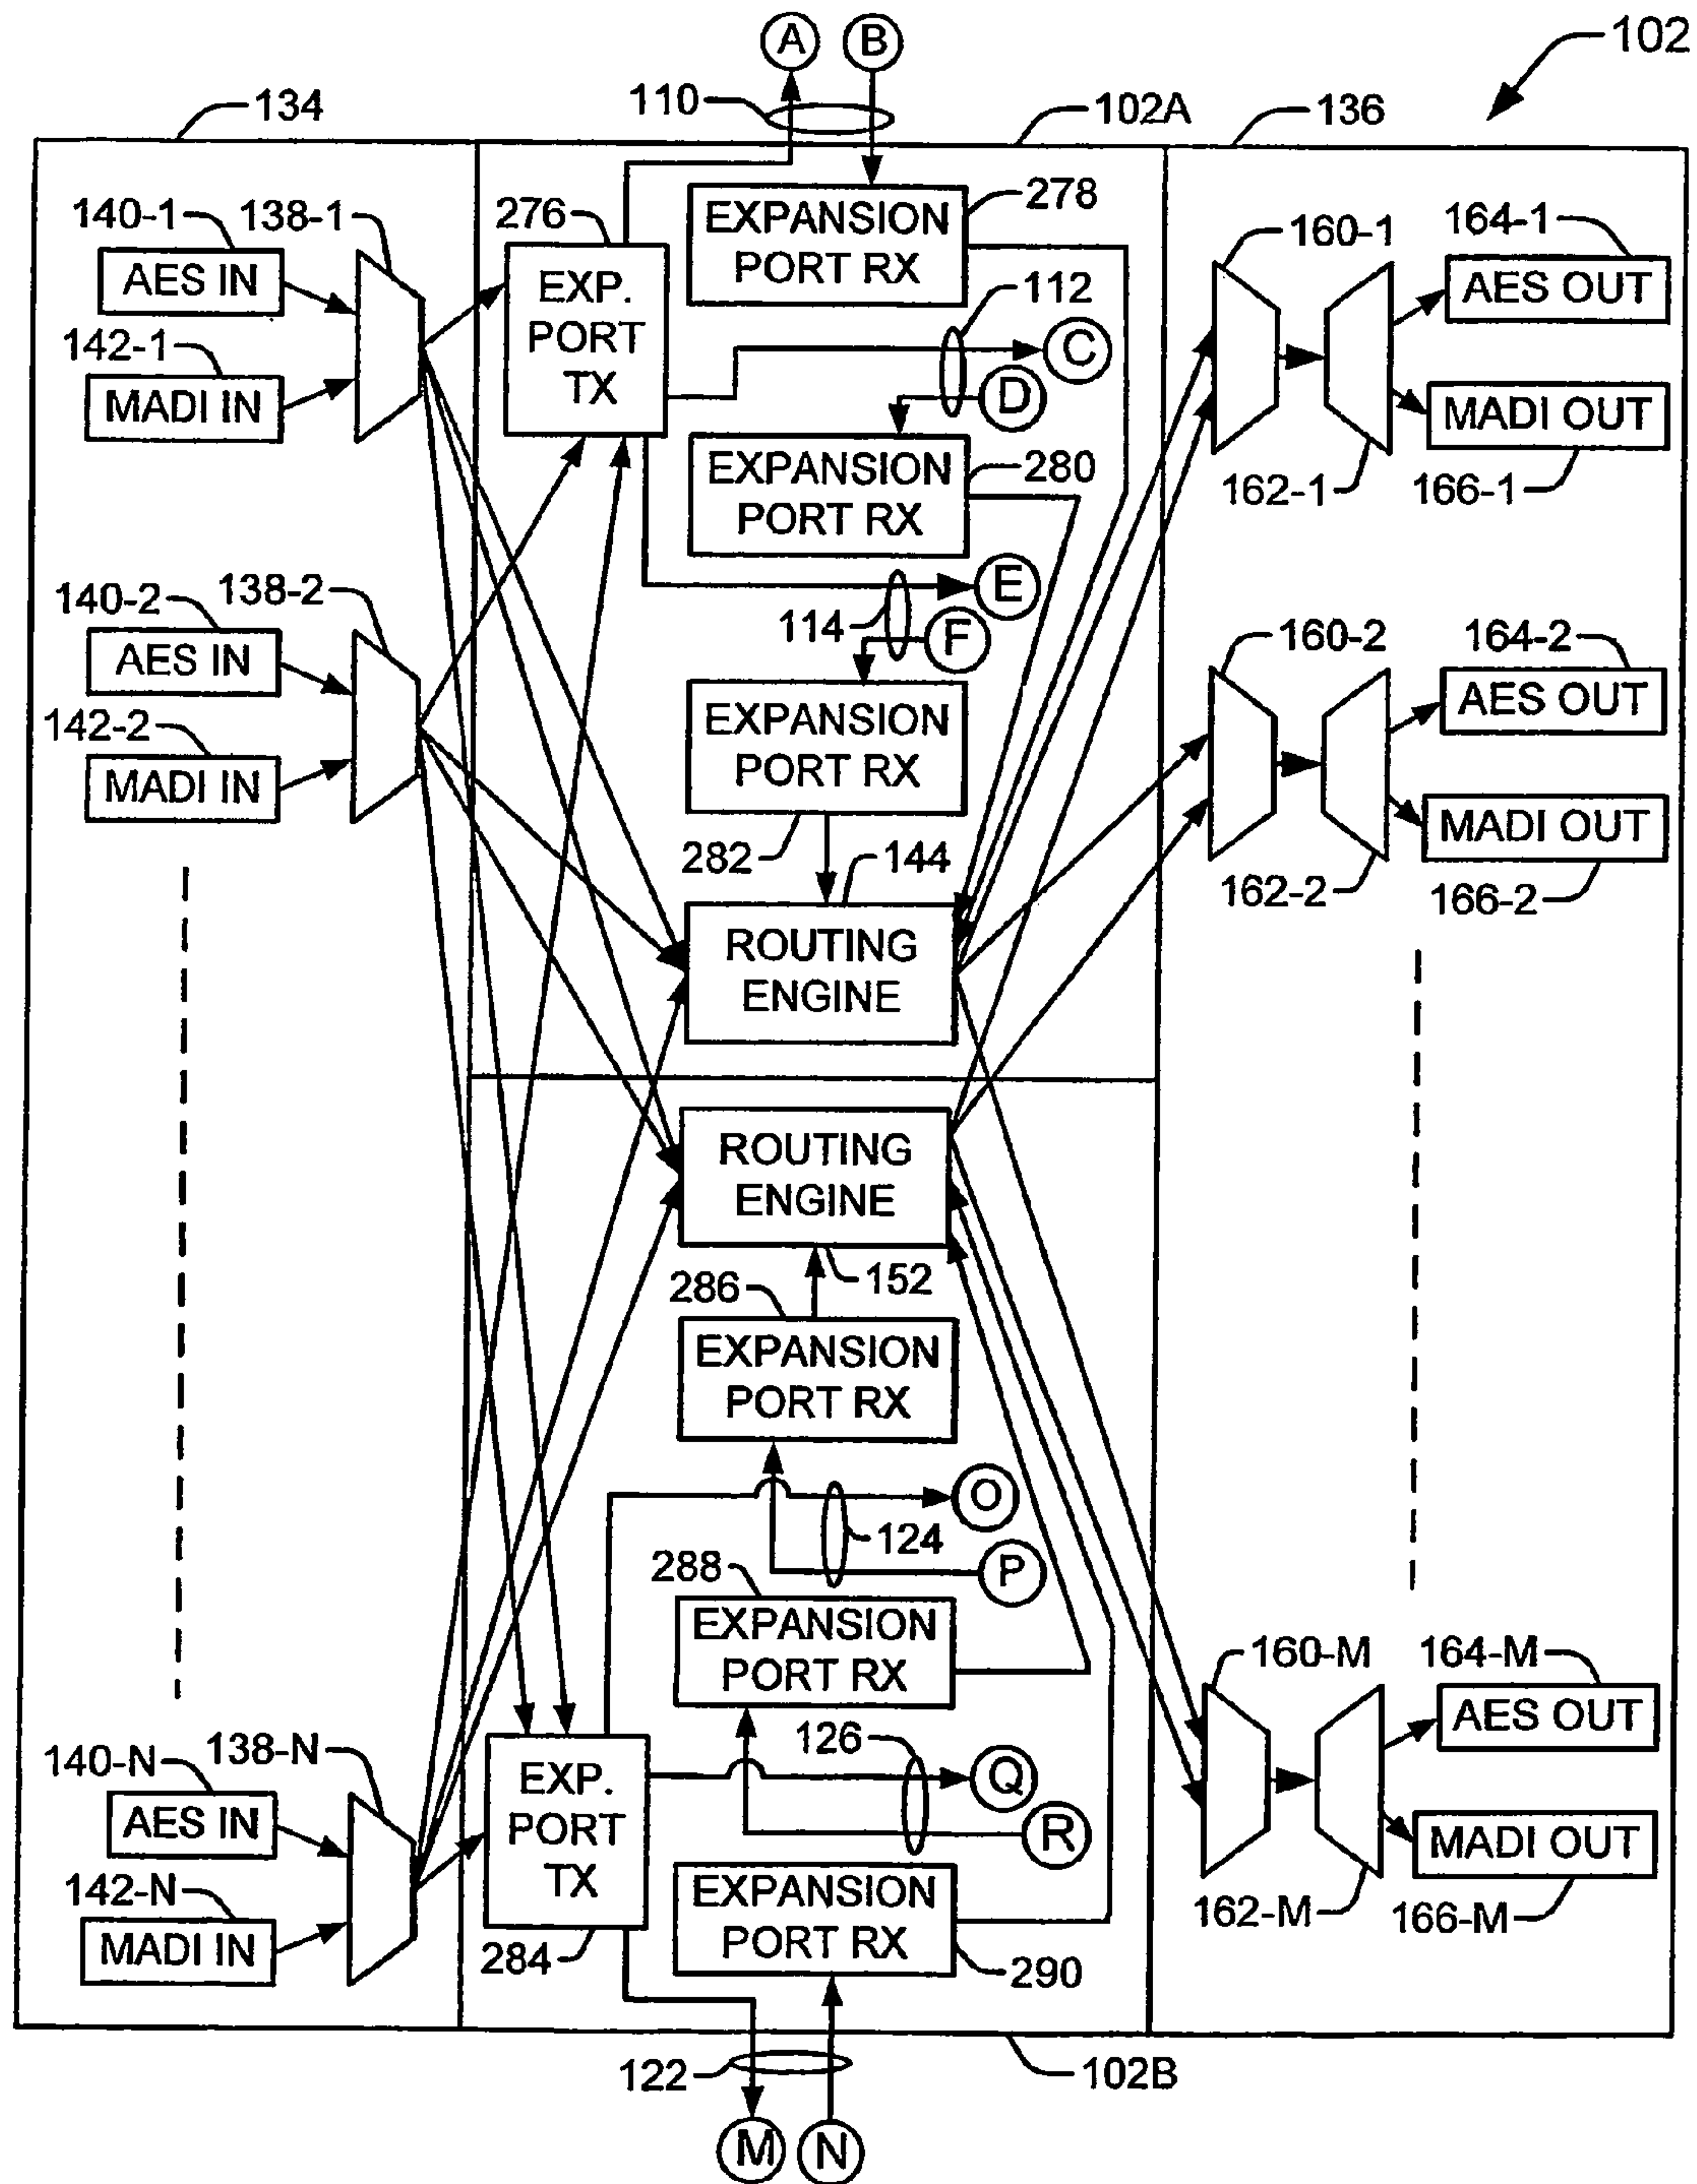 A
B
102
134
110
102A
136
140-1
138-1
276
278
160-1
164-1
AES IN
EXP.
PORT
TX
EXPANSION
PORT RX
AES OUT
142-1
112
C
MADI IN
D
MADI OUT
162-1
166-1
EXPANSION
PORT RX
280
140-2
138-2
E
114
F
160-2
164-2
AES IN
AES OUT
142-2
EXPANSION
PORT RX
MADI IN
MADI OUT
282
144
162-2
166-2
ROUTING
ENGINE
ROUTING
ENGINE
286
152
EXPANSION
PORT RX
O
124
P
288
EXPANSION
PORT RX
160-M
164-M
AES OUT
140-N
138-N
126
Q
AES IN
EXP.
PORT
TX
R
MADI OUT
142-N
EXPANSION
PORT RX
162-M
166-M
MADI IN
284
290
122
102B
M
N